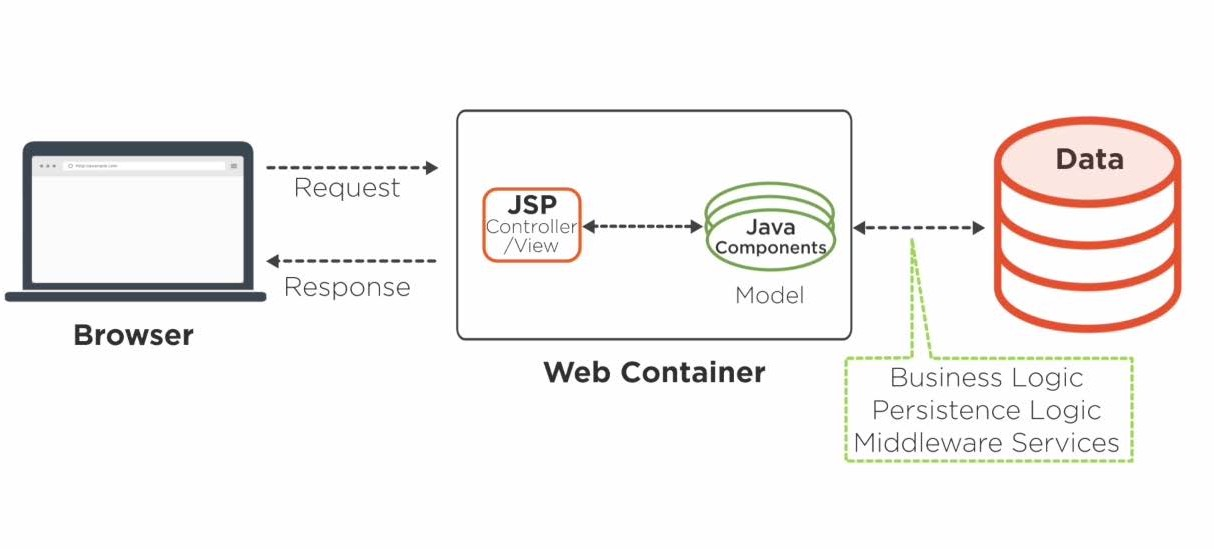 Request
Response
Browser
JSP
Controller
/View
Java
Components
Model
Web Container
Data
Business Logic
Persistence Logic
Middleware Services